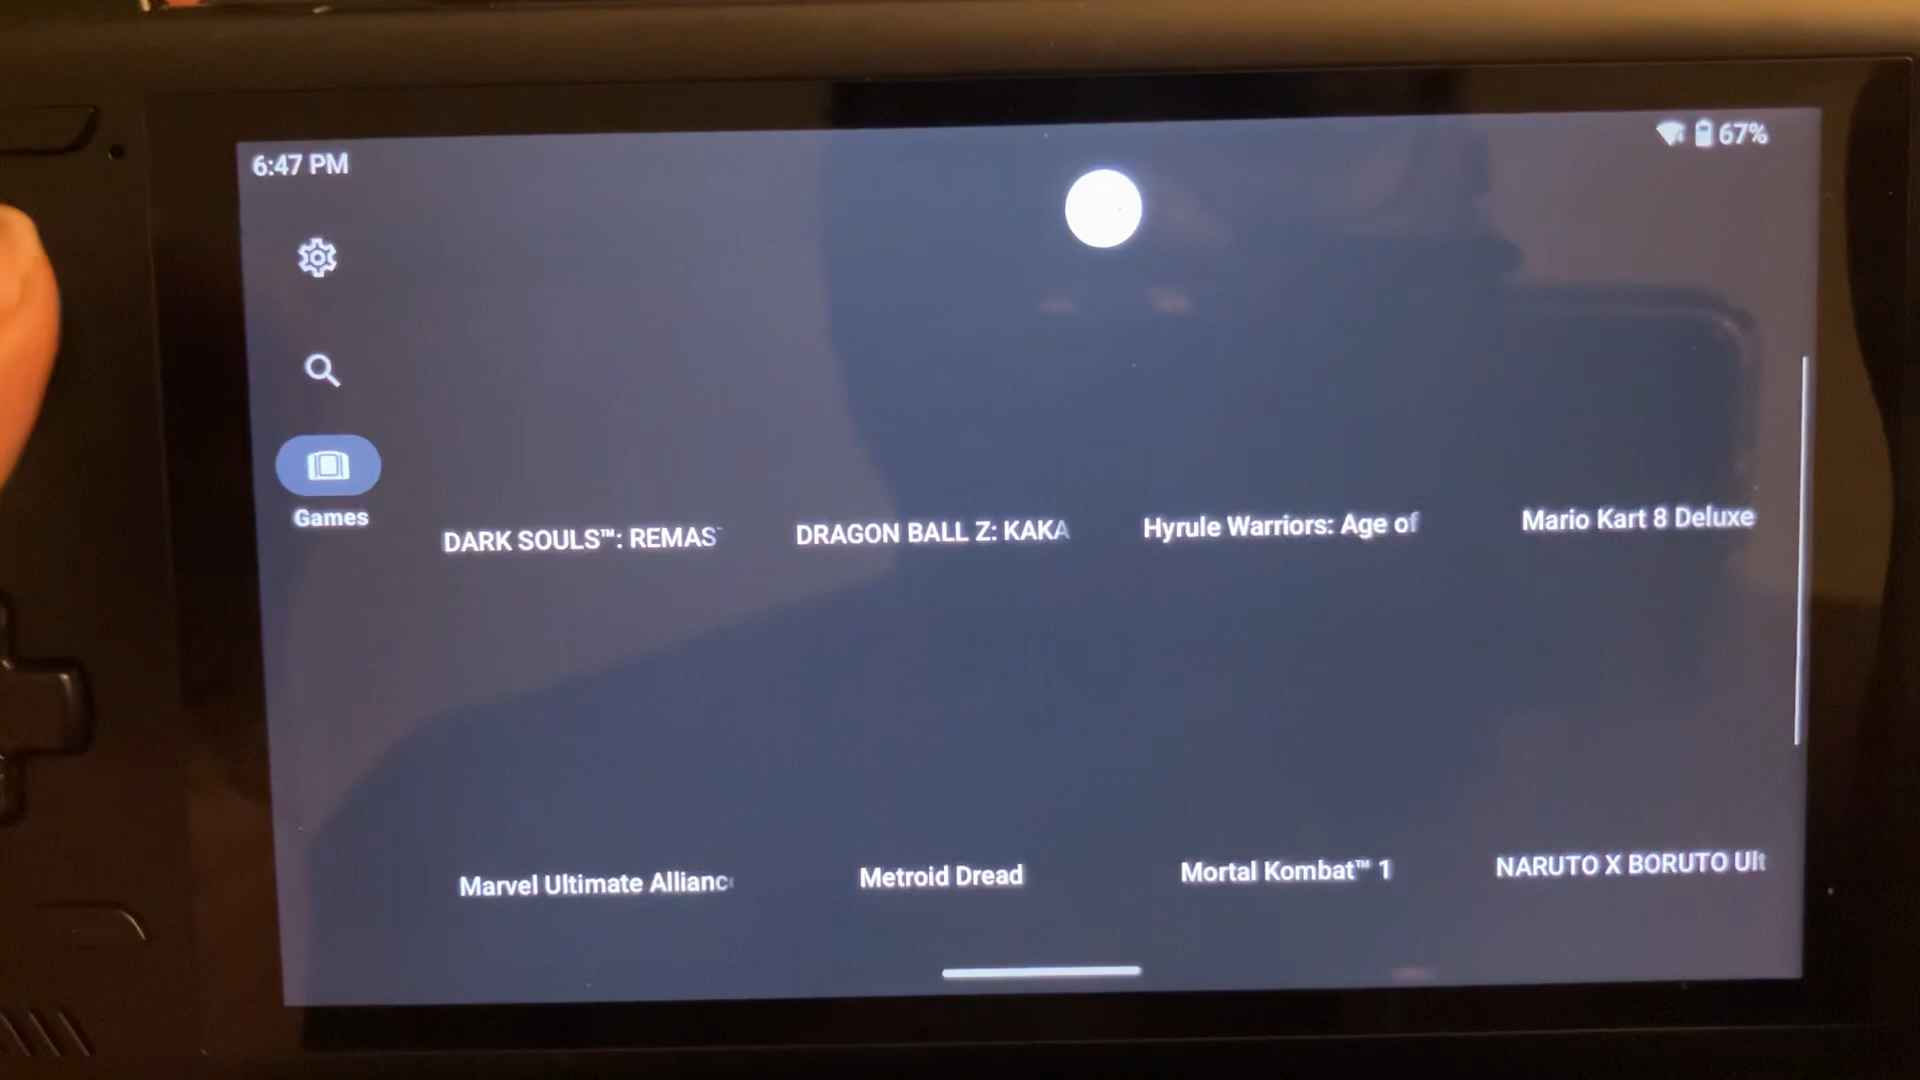 6:47 PM
67%
Games
DARK SOULS™: REMAS
DRAGON BALL Z: KAKA
Hyrule Warriors: Age of
Mario Kart 8 Deluxe
Marvel Ultimate Allianc
Metroid Dread
Mortal Kombat™ 1
NARUTO X BORUTO Ult